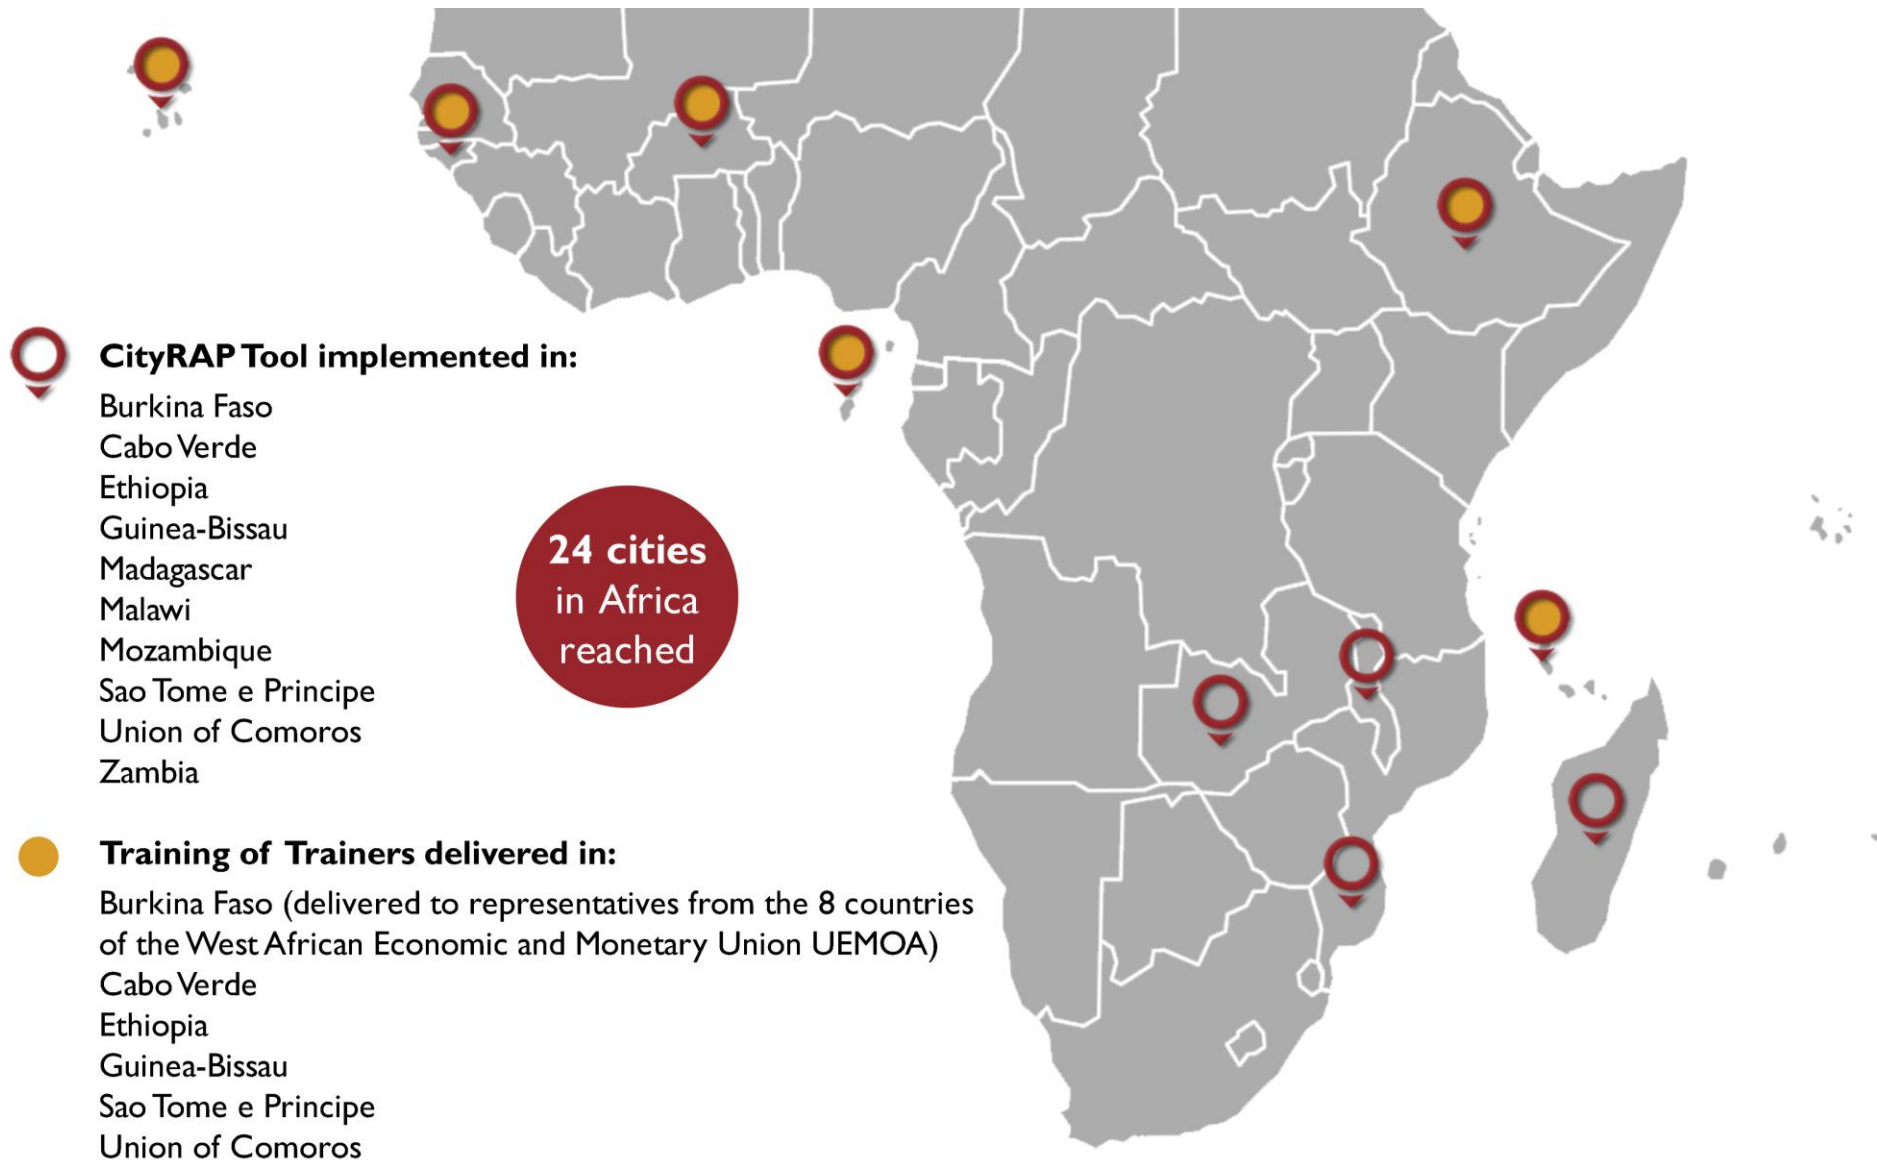 CityRAP Tool implemented in:
Burkina Faso
Cabo Verde
Ethiopia
Guinea-Bissau
Madagascar
Malawi
Mozambique
Sao Tome e Principe
Union of Comoros
Zambia
24 cities
in Africa
reached
Training of Trainers delivered in:
Burkina Faso (delivered to representatives from the 8 countries
of the West African Economic and Monetary Union UEMOA)
Cabo Verde
Ethiopia
Guinea-Bissau
Sao Tome e Principe
Union of Comoros